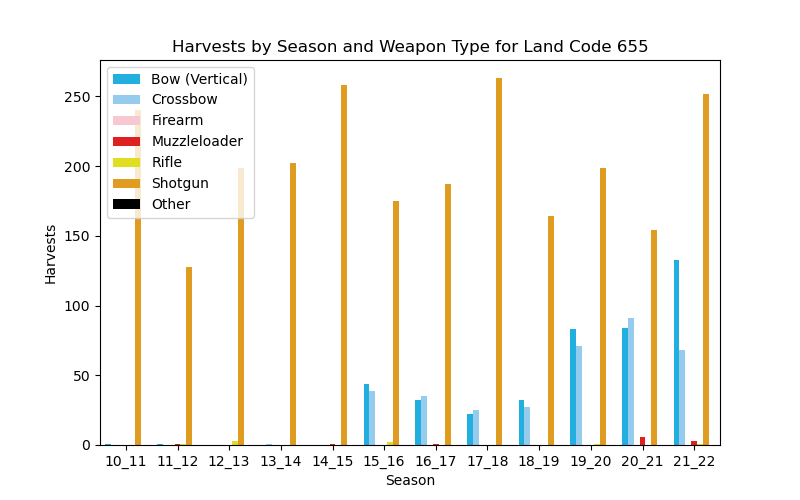 Harvests by Season and Weapon Type for Land Code 655
Harvests
250
200
150
100
50
0
Bow (Vertical)
Crossbow
Firearm
Muzzleloader
Rifle
Shotgun
Other
10_11 11_12 12_13 13_14 14_15 15_16 16_17 17_18 18_19 19_20 20_21 21_22
Season